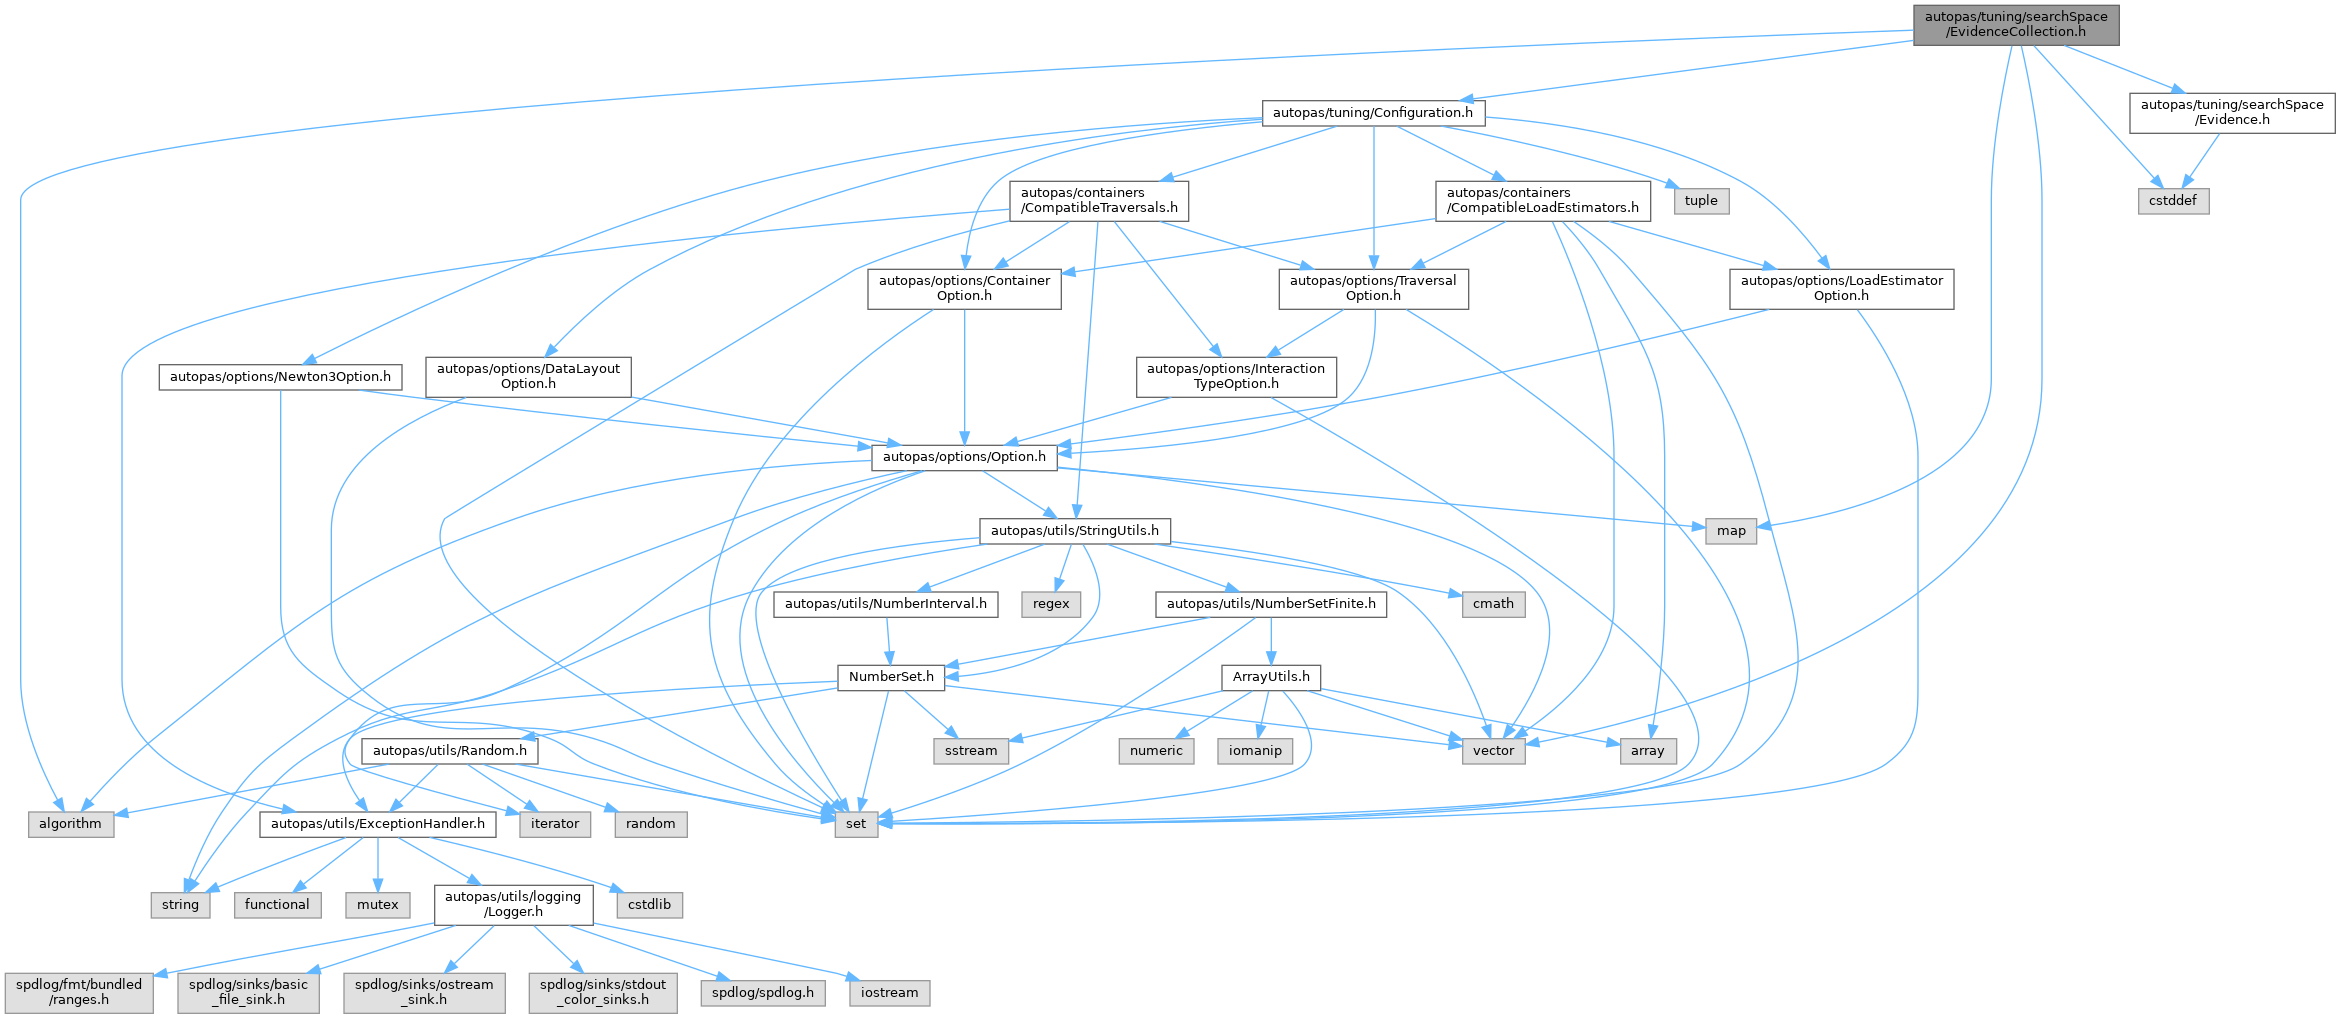 autopas/tuning/searchSpace
/EvidenceCollection.h
autopas/tuning/Configuration.h
autopas/tuning/searchSpace
/Evidence.h
autopas/containers
/CompatibleTraversals.h
autopas/containers
/CompatibleLoadEstimators.h
tuple
cstddef
autopas/options/Container
Option.h
autopas/options/Traversal
Option.h
autopas/options/LoadEstimator
Option.h
autopas/options/Newton3Option.h
autopas/options/DataLayout
Option.h
autopas/options/Interaction
TypeOption.h
autopas/options/Option.h
autopas/utils/StringUtils.h
map
autopas/utils/NumberInterval.h
regex
autopas/utils/NumberSetFinite.h
cmath
NumberSet.h
ArrayUtils.h
autopas/utils/Random.h
sstream
numeric
iomanip
vector
array
algorithm
autopas/utils/ExceptionHandler.h
iterator
random
set
string
functional
mutex
autopas/utils/logging
/Logger.h
cstdlib
spdlog/fmt/bundled
/ranges.h
spdlog/sinks/basic
_file_sink.h
spdlog/sinks/ostream
_sink.h
spdlog/sinks/stdout
_color_sinks.h
spdlog/spdlog.h
iostream